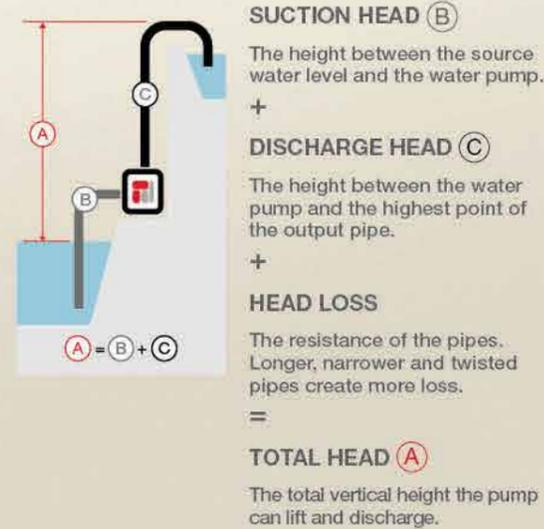 SUCTION HEAD (B)
The height between the source
water level and the water pump.
+
DISCHARGE HEAD (C)
The height between the water
pump and the highest point of
the output pipe.
+
HEAD LOSS
The resistance of the pipes.
Longer, narrower and twisted
pipes create more loss.
=
TOTAL HEAD (A)
The total vertical height the pump
can lift and discharge.
C
A
B
(A) = (B) + (C)